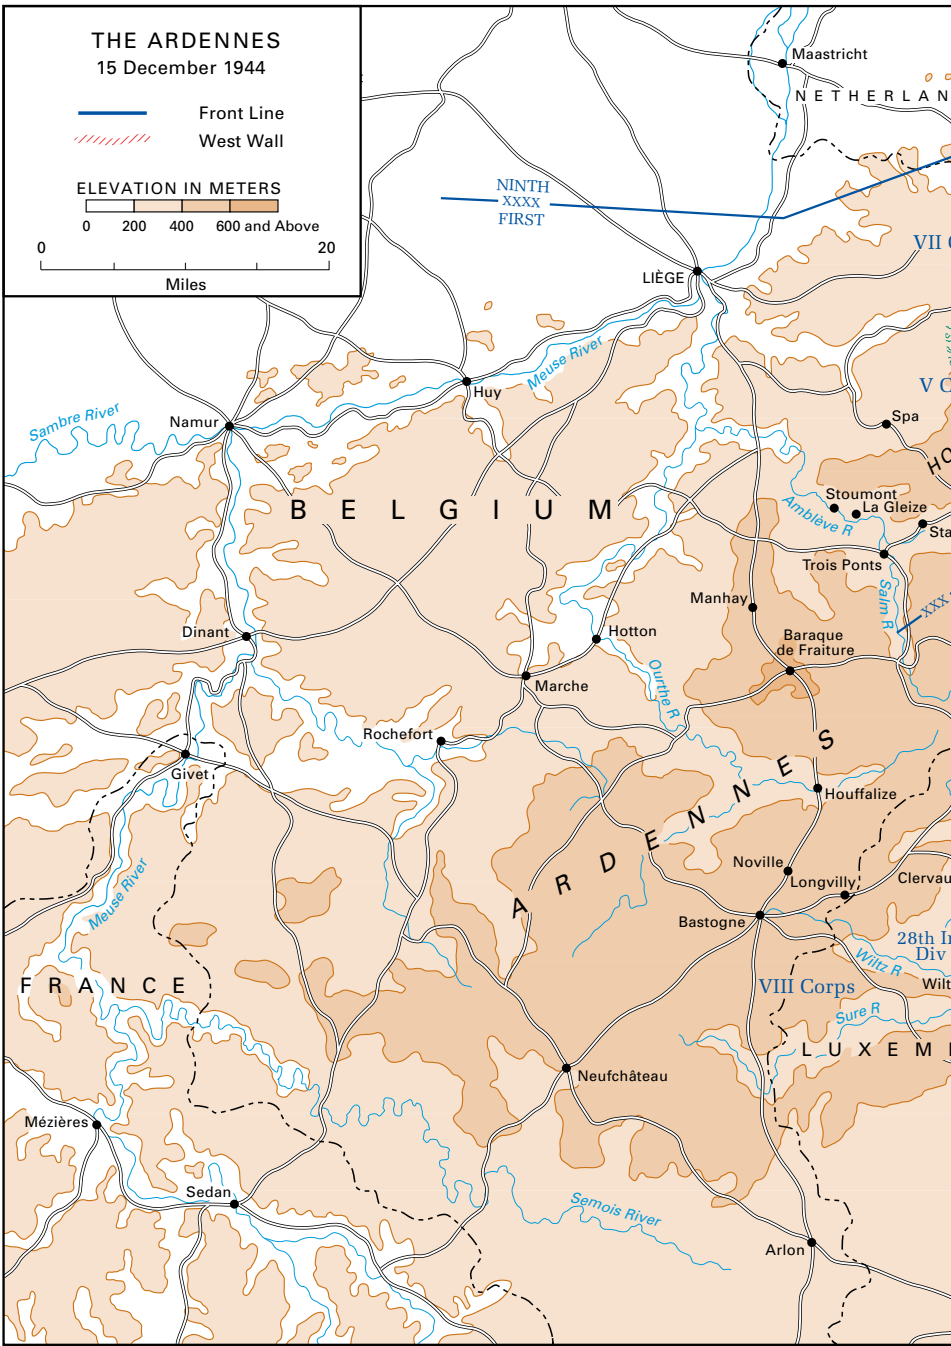 THE ARDENNES
15 December 1944
Front Line
West Wall
ELEVATION IN METERS
0 200 400 600 and Above
0 20
Miles
Maastricht
NETHERLAN
NINTH
XXXX
FIRST
VII
LIÈGE
Meuse River
V C
Huy
Sambre River
Namur
Spa
HO
BELGIUM
Stoumont
La Gleize
Amblève R
Sta
Trois Ponts
Salm R
XXX
Manhay
Dinant
Hotton
Baraque
de Fraiture
Marche
Ourthe R
Rochefort
Givet
ARDENNES
Houffalize
Meuse River
Noville
Longvilly
Clervau
Bastogne
28th In
Div
Wiltz R
Wilt
FRANCE
VIII Corps
Sure R
LUXEM
Neufchâteau
Mézières
Sedan
Semois River
Arlon